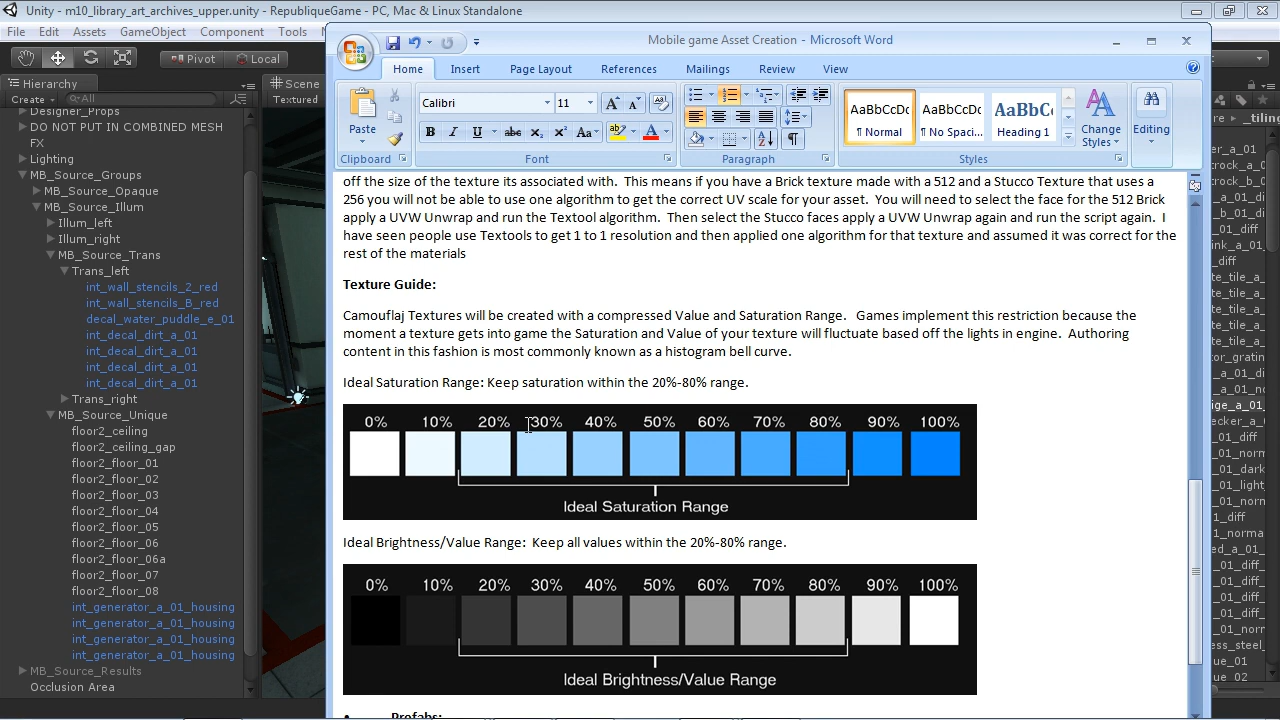 Unity - m10_library_art_archives_upper.unity - RepubliqueGame - PC, Mac & Linux Standalone
File Edit Assets GameObject Component Tools
Mobile game Asset Creation - Microsoft Word
Home Insert Page Layout References Mailings Review View
Pivot Local
Hierarchy
Scene
Create All
Textured
Calibri 11
Paste
AaBbCcDc AaBbCcDc AaBbCc
¶ Normal ¶ No Spaci... Heading 1
Change Styles
Editing
Clipboard Font Paragraph Styles
Designer_Props
DO NOT PUT IN COMBINED MESH
FX
Lighting
MB_Source_Groups
MB_Source_Opaque
MB_Source_Illum
Illum_left
Illum_right
MB_Source_Trans
Trans_left
int_wall_stencils_2_red
int_wall_stencils_B_red
decal_water_puddle_e_01
int_decal_dirt_a_01
int_decal_dirt_a_01
int_decal_dirt_a_01
int_decal_dirt_a_01
Trans_right
MB_Source_Unique
floor2_ceiling
floor2_ceiling_gap
floor2_floor_01
floor2_floor_02
floor2_floor_03
floor2_floor_04
floor2_floor_05
floor2_floor_06
floor2_floor_06a
floor2_floor_07
floor2_floor_08
int_generator_a_01_housing
int_generator_a_01_housing
int_generator_a_01_housing
int_generator_a_01_housing
MB_Source_Results
Occlusion Area
off the size of the texture its associated with. This means if you have a Brick texture made with a 512 and a Stucco Texture that uses a
256 you will not be able to use one algorithm to get the correct UV scale for your asset. You will need to select the face for the 512 Brick
apply a UVW Unwrap and run the Textool algorithm. Then select the Stucco faces apply a UVW Unwrap again and run the script again. I
have seen people use Textools to get 1 to 1 resolution and then applied one algorithm for that texture and assumed it was correct for the
rest of the materials
Texture Guide:
Camouflaj Textures will be created with a compressed Value and Saturation Range. Games implement this restriction because the
moment a texture gets into game the Saturation and Value of your texture will fluctuate based off the lights in engine. Authoring
content in this fashion is most commonly known as a histogram bell curve.
Ideal Saturation Range: Keep saturation within the 20%-80% range.
0% 10% 20% 30% 40% 50% 60% 70% 80% 90% 100%
Ideal Saturation Range
Ideal Brightness/Value Range: Keep all values within the 20%-80% range.
0% 10% 20% 30% 40% 50% 60% 70% 80% 90% 100%
Ideal Brightness/Value Range
Prefabs: